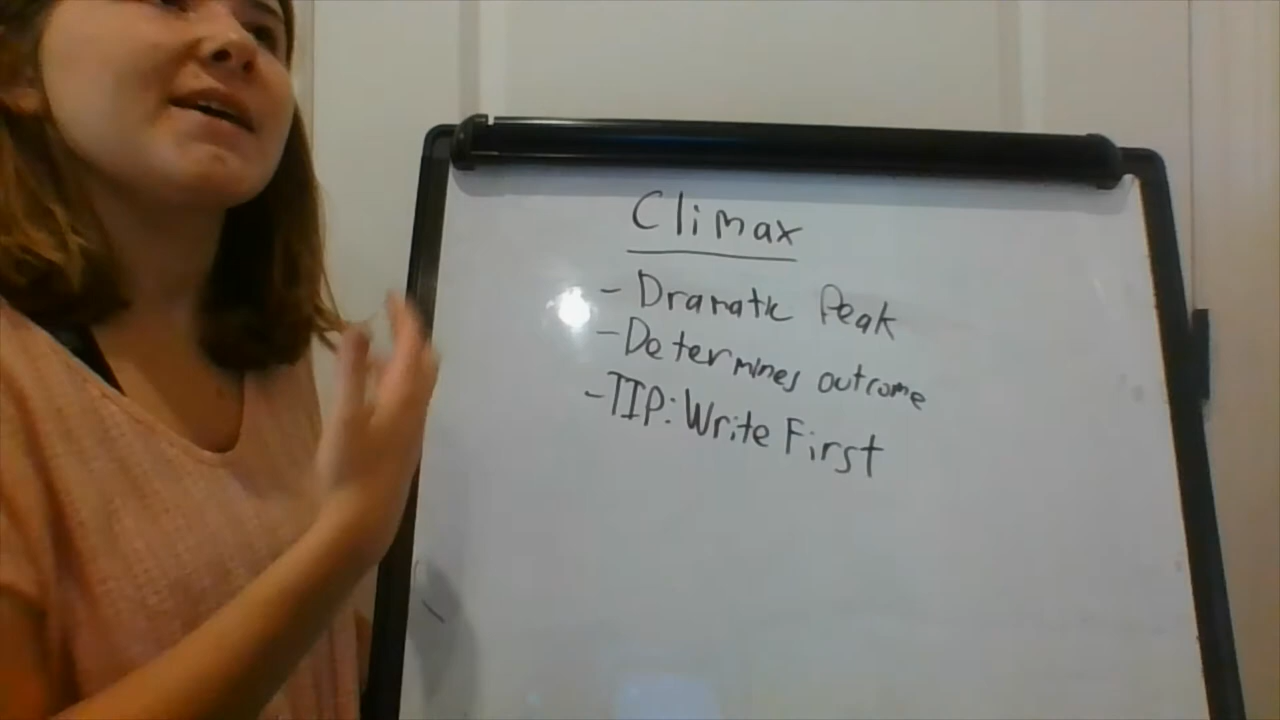 Climax
- Dramatic Peak
- Determines outcome
- TIP: Write First